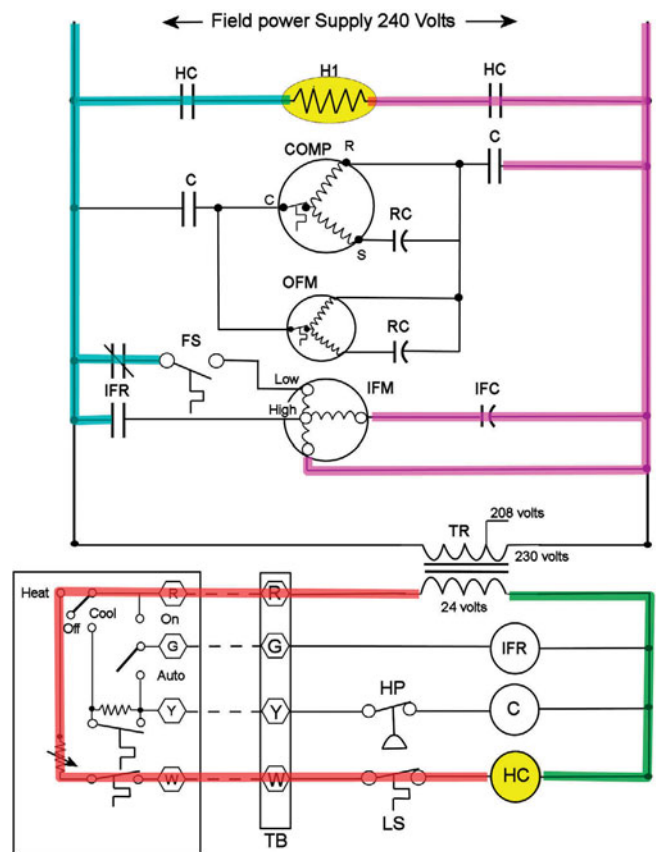 Field power Supply 240 Volts
HC H1 HC
COMP R C
C C RC
S
OFM
RC
FS
Low IFM IFC
IFR
High
208 volts
TR
230 volts
Heat R R 24 volts
Cool
Off On
G G IFR
Auto HP
Y Y C
W W HC
LS
TB